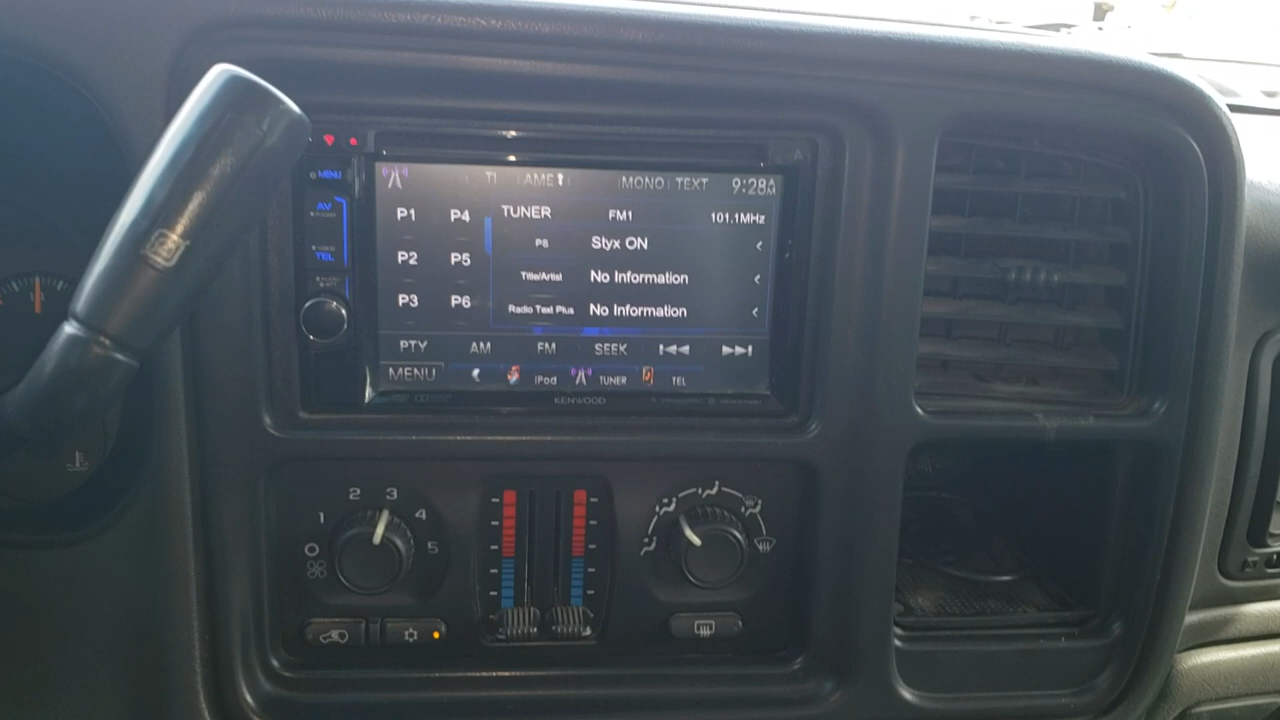 TI AME MONO TEXT 9:28AM
MENU
P1 P4 TUNER FM1 101.1MHz
AV
PS Styx ON
TEL
P2 P5
Title/Artist No Information
P3 P6 Radio Text Plus No Information
PTY AM FM SEEK
MENU iPod TUNER TEL
KENWOOD
1 2 3 4 5